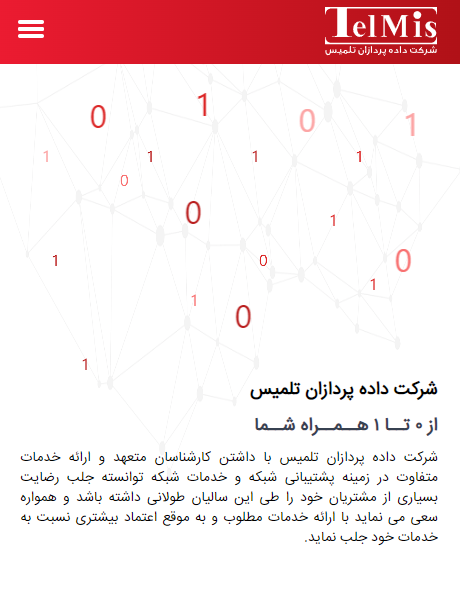 TelMis
شرکت داده پردازان تلمیس
1
0
0
1
1
1
1
1
0
0
1
1
0
0
1
1
0
1
شرکت داده پردازان تلمیس
از ۰ تــا ۱ هــمــراه شــما
شرکت داده پردازان تلمیس با داشتن کارشناسان متعهد و ارائه خدمات
متفاوت در زمینه پشتیبانی شبکه و خدمات شبکه توانسته جلب رضایت
بسیاری از مشتریان خود را طی این سالیان طولانی داشته باشد و همواره
سعی می نماید با ارائه خدمات مطلوب و به موقع اعتماد بیشتری نسبت به
خدمات خود جلب نماید.